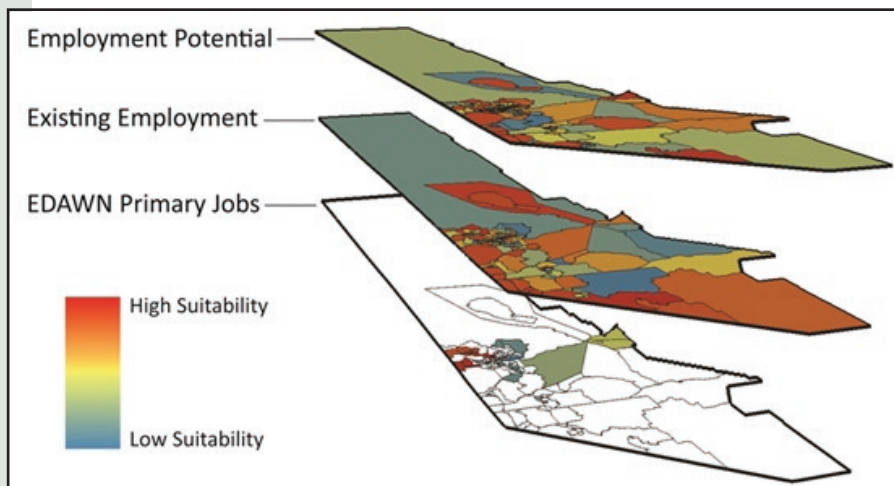 Employment Potential
Existing Employment
EDAWN Primary Jobs
High Suitability
Low Suitability